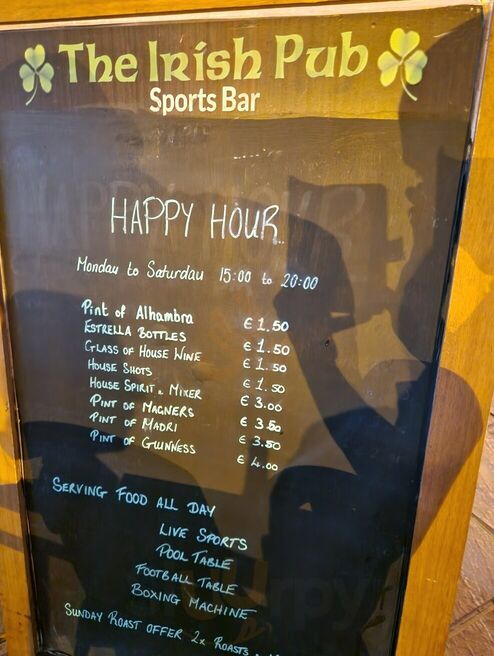 The Irish Pub
Sports Bar
HAPPY HOUR
Monday to Saturday 15:00 to 20:00
Pint of Alhambra € 1.50
ESTRELLA BOTTLES € 1.50
GLASS OF HOUSE WINE € 1.50
HOUSE SHOTS € 1.50
HOUSE SPIRIT & MIXER € 3.00
PINT OF MAGNERS € 3.50
PINT OF MADRI € 3.50
PINT OF GUINNESS € 4.00
SERVING FOOD ALL DAY
LIVE SPORTS
POOL TABLE
FOOTBALL TABLE
BOXING MACHINE
SUNDAY ROAST OFFER 2x ROASTS